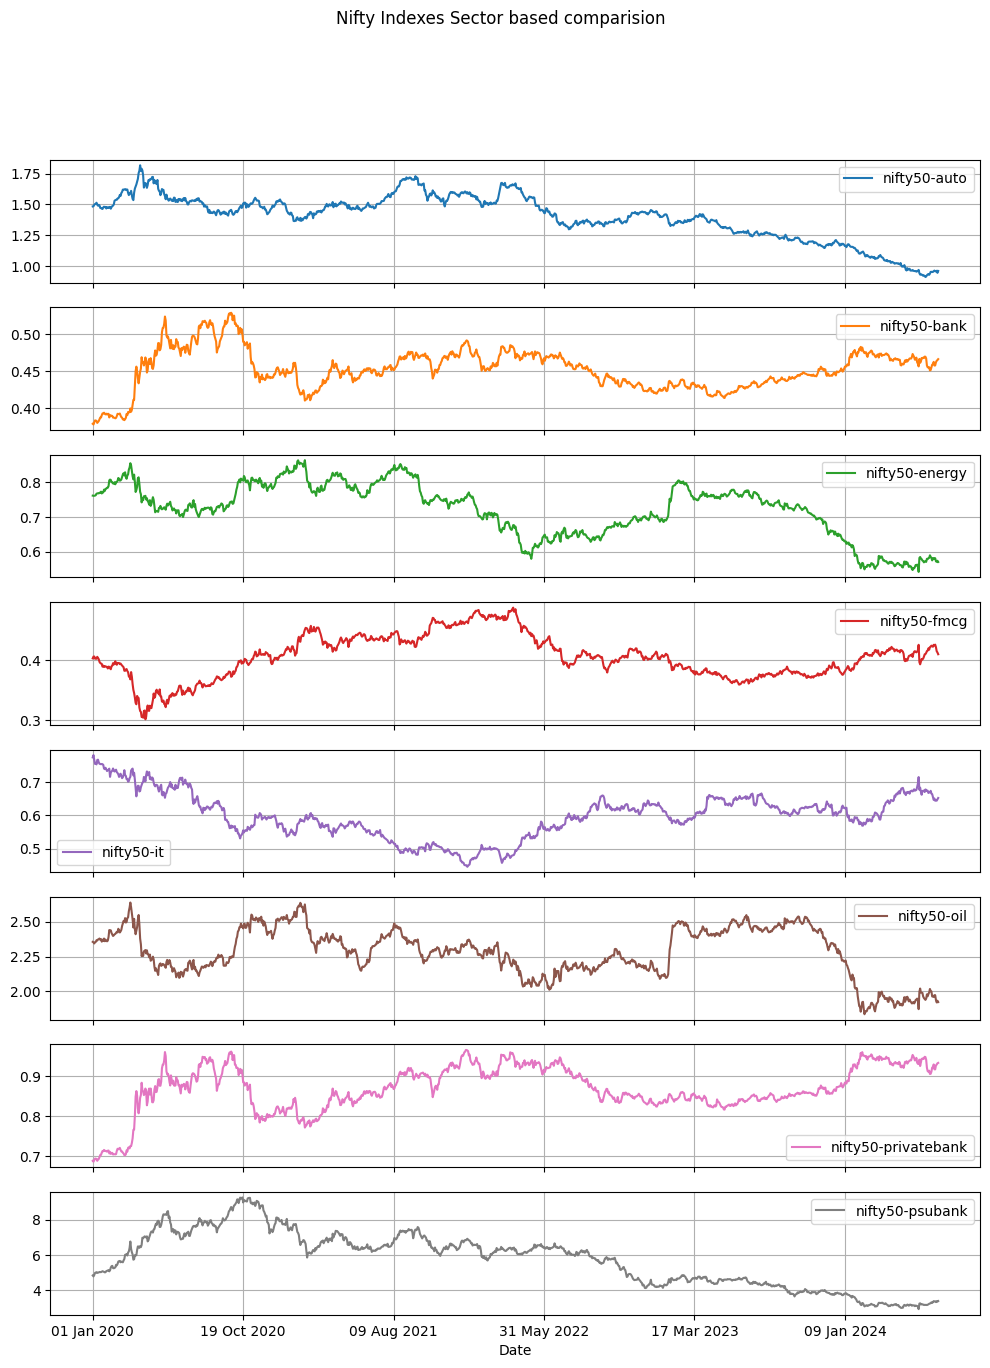 Nifty Indexes Sector based comparision
1.75
1.50
1.25
1.00
nifty50-auto
0.50
0.45
0.40
nifty50-bank
0.8
0.7
0.6
nifty50-energy
0.4
0.3
nifty50-fmcg
0.7
0.6
0.5
nifty50-it
2.50
2.25
2.00
nifty50-oil
0.9
0.8
0.7
nifty50-privatebank
8
6
4
nifty50-psubank
01 Jan 2020 19 Oct 2020 09 Aug 2021 31 May 2022 17 Mar 2023 09 Jan 2024
Date